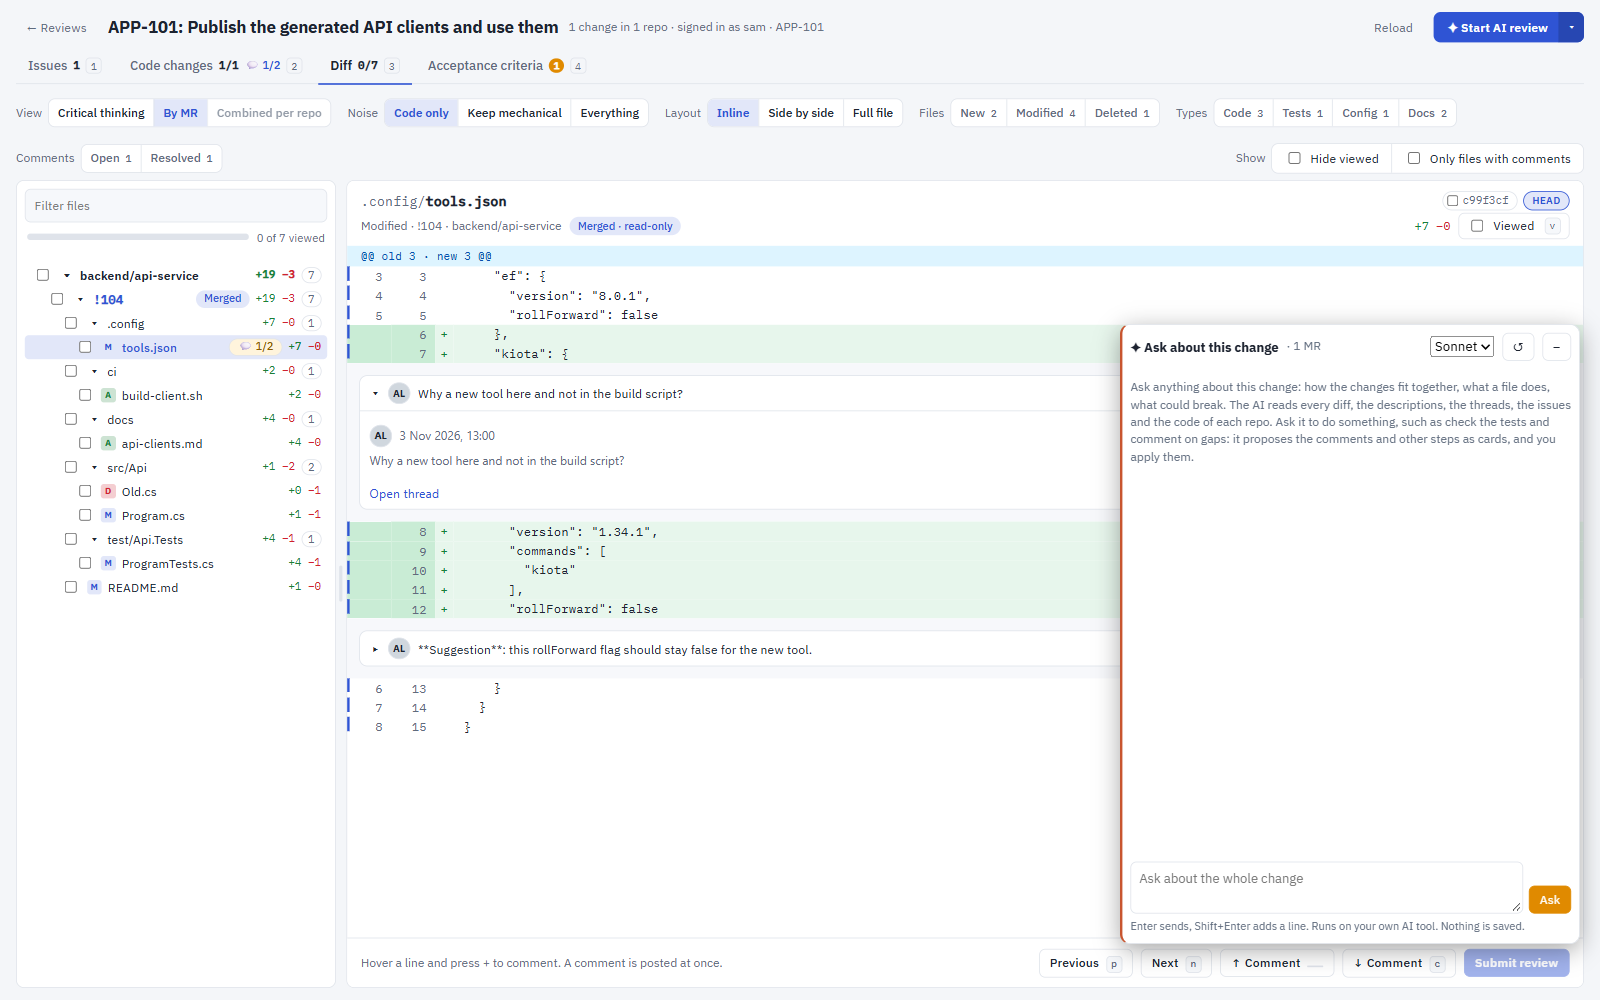 ← Reviews
APP-101: Publish the generated API clients and use them
1 change in 1 repo · signed in as sam · APP-101
Reload
✦ Start AI review
Issues 1 1
Code changes 1/1 1/2 2
Diff 0/7 3
Acceptance criteria 1 4
View Critical thinking By MR Combined per repo
Noise Code only Keep mechanical Everything
Layout Inline Side by side Full file
Files New 2 Modified 4 Deleted 1
Types Code 3 Tests 1 Config 1 Docs 2
Comments Open 1 Resolved 1
Show Hide viewed Only files with comments
Filter files
0 of 7 viewed
backend/api-service +19 −3 7
!104 Merged +19 −3 7
.config +7 −0 1
M tools.json 1/2 +7 −0
ci +2 −0 1
A build-client.sh +2 −0
docs +4 −0 1
A api-clients.md +4 −0
src/Api +1 −2 2
D Old.cs +0 −1
M Program.cs +1 −1
test/Api.Tests +4 −1 1
M ProgramTests.cs +4 −1
M README.md +1 −0
.config/tools.json
c99f3cf HEAD
Modified · !104 · backend/api-service Merged · read-only
+7 −0 Viewed v
@@ old 3 · new 3 @@
3 3 "ef": {
4 4 "version": "8.0.1",
5 5 "rollForward": false
6 + },
7 + "kiota": {
AL Why a new tool here and not in the build script?
AL 3 Nov 2026, 13:00
Why a new tool here and not in the build script?
Open thread
8 + "version": "1.34.1",
9 + "commands": [
10 + "kiota"
11 + ],
12 + "rollForward": false
AL **Suggestion**: this rollForward flag should stay false for the new tool.
6 13 }
7 14 }
8 15 }
✦ Ask about this change · 1 MR
Sonnet ↺ −
Ask anything about this change: how the changes fit together, what a file does,
what could break. The AI reads every diff, the descriptions, the threads, the issues
and the code of each repo. Ask it to do something, such as check the tests and
comment on gaps: it proposes the comments and other steps as cards, and you
apply them.
Ask about the whole change
Ask
Enter sends, Shift+Enter adds a line. Runs on your own AI tool. Nothing is saved.
Hover a line and press + to comment. A comment is posted at once.
Previous p
Next n
↑ Comment
↓ Comment c
Submit review